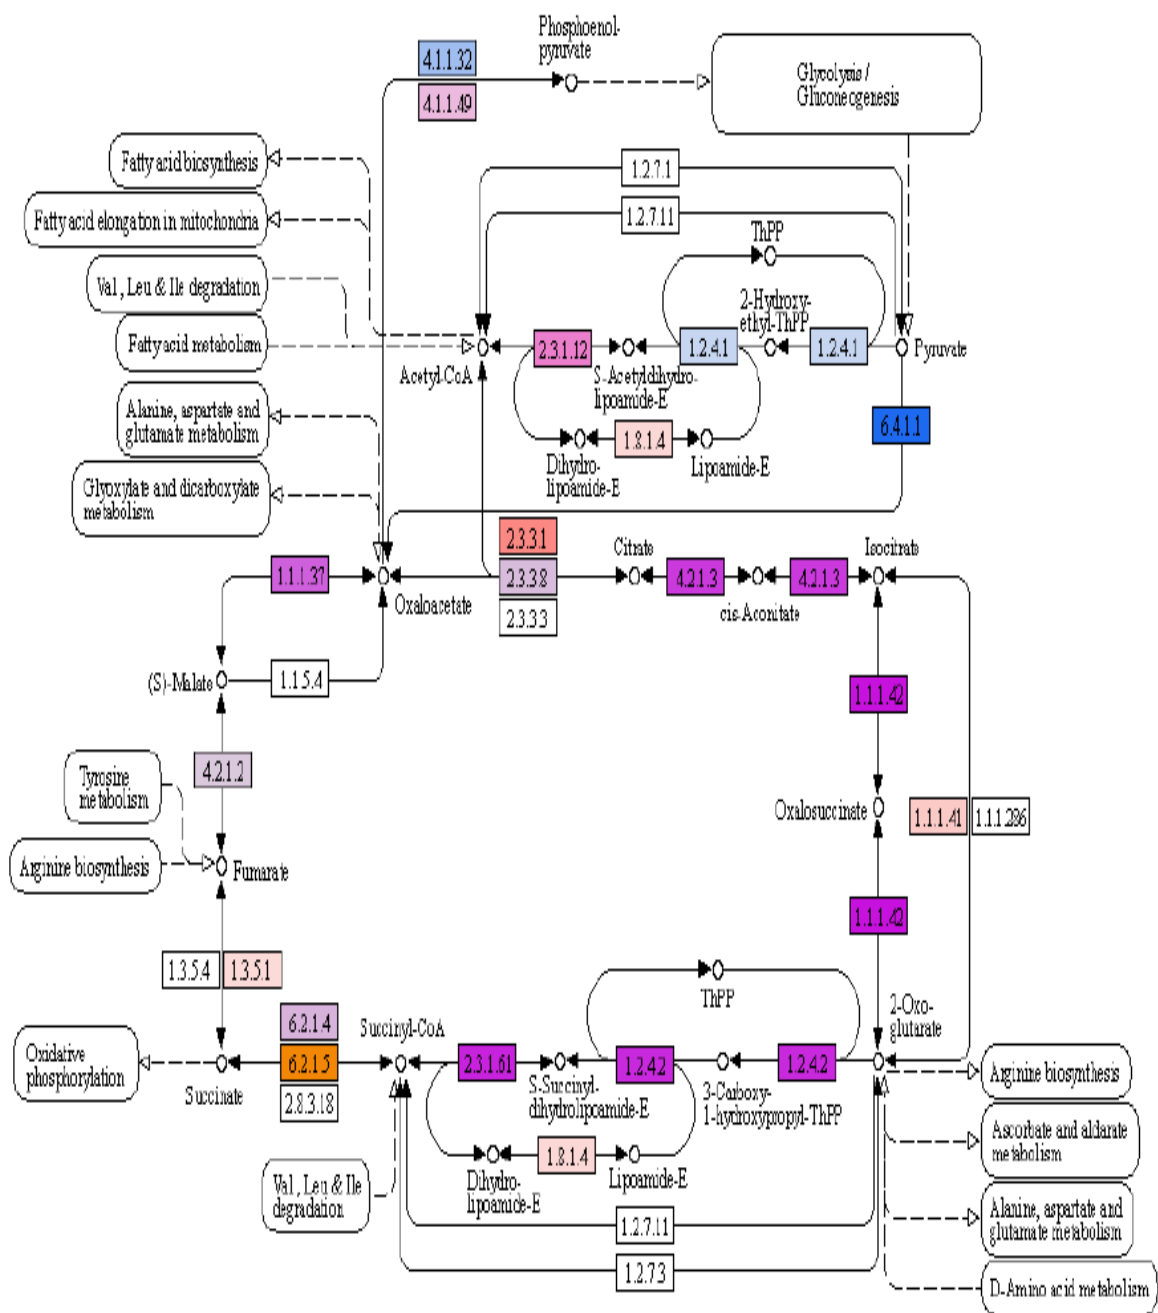 Phosphoenol-
pyruvate
4.1.1.32
4.1.1.49
Glycolysis /
Gluconeogenesis
Fatty acid biosynthesis
Fatty acid elongation in mitochondria
Val, Leu & Ile degradation
Fatty acid metabolism
Alanine, aspartate and
glutamate metabolism
Glyoxylate and dicarboxylate
metabolism
1.2.7.1
1.2.7.11
ThPP
2-Hydroxy-
ethyl-ThPP
Acetyl-CoA
2.3.1.12
S-Acetyldihydro-
lipoamide-E
1.2.4.1
1.2.4.1
Pyruvate
1.8.1.4
Dihydro-
lipoamide-E
Lipoamide-E
6.4.1.1
1.1.1.37
Oxaloacetate
2.3.3.1
2.3.3.8
2.3.3.3
Citrate
4.2.1.3
cis-Aconitate
4.2.1.3
Isocitrate
(S)-Malate
1.1.5.4
1.1.1.42
4.2.1.2
Tyrosine
metabolism
Arginine biosynthesis
Fumarate
Oxalosuccinate
1.1.1.41
1.1.1.286
1.1.1.42
1.3.5.4
1.3.5.1
ThPP
2-Oxo-
glutarate
Oxidative
phosphorylation
Succinate
6.2.1.4
6.2.1.5
2.8.3.18
Succinyl-CoA
2.3.1.61
S-Succinyl-
dihydrolipoamide-E
1.2.4.2
3-Carboxy-
1-hydroxypropyl-ThPP
1.2.4.2
1.8.1.4
Dihydro-
lipoamide-E
Lipoamide-E
Val, Leu & Ile
degradation
1.2.7.11
1.2.7.3
Arginine biosynthesis
Ascorbate and aldarate
metabolism
Alanine, aspartate and
glutamate metabolism
D-Amino acid metabolism